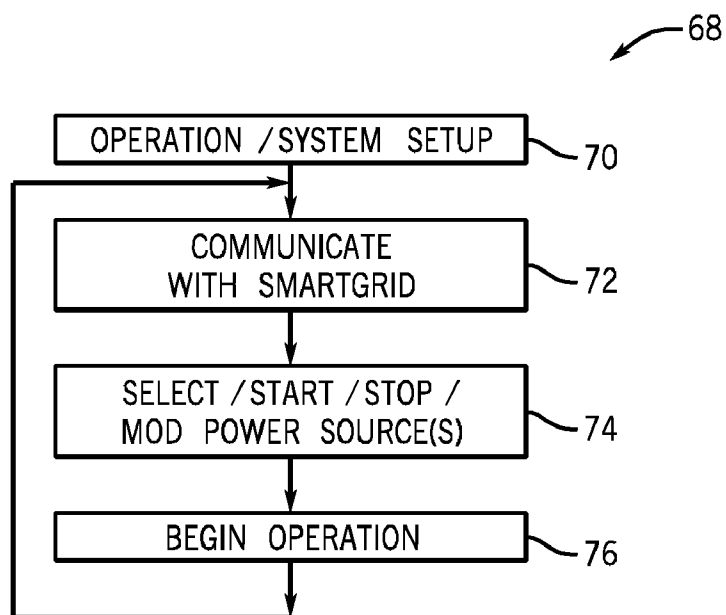 68
OPERATION / SYSTEM SETUP
70
COMMUNICATE
WITH SMARTGRID
72
SELECT / START / STOP /
MOD POWER SOURCE(S)
74
BEGIN OPERATION
76